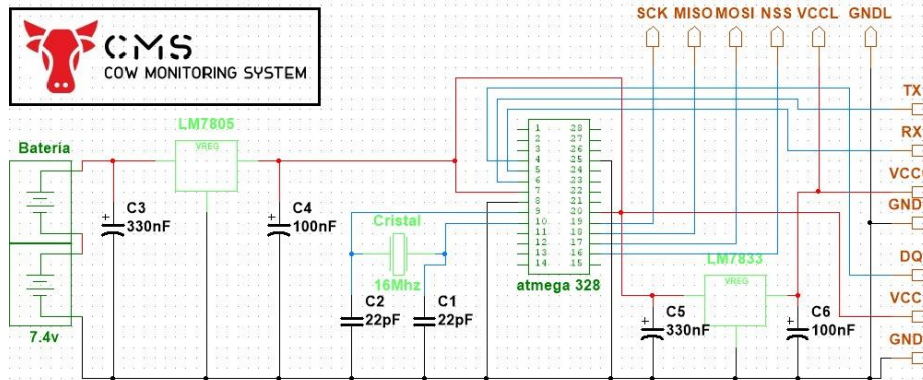 SCK MISO MOSI NSS VCCL GNDL
CMS
COW MONITORING SYSTEM
TX
LM7805
VREG
1 28
2 27
3 26
4 25
5 24
6 23
7 22
8 21
9 20
10 19
11 18
12 17
13 16
14 15
RX
Batería
VCC
GND
C3
330nF
C4
100nF
Cristal
16Mhz
atmega 328
LM7833
VREG
DQ
C2
22pF
C1
22pF
C5
330nF
C6
100nF
VCC
GND
7.4v